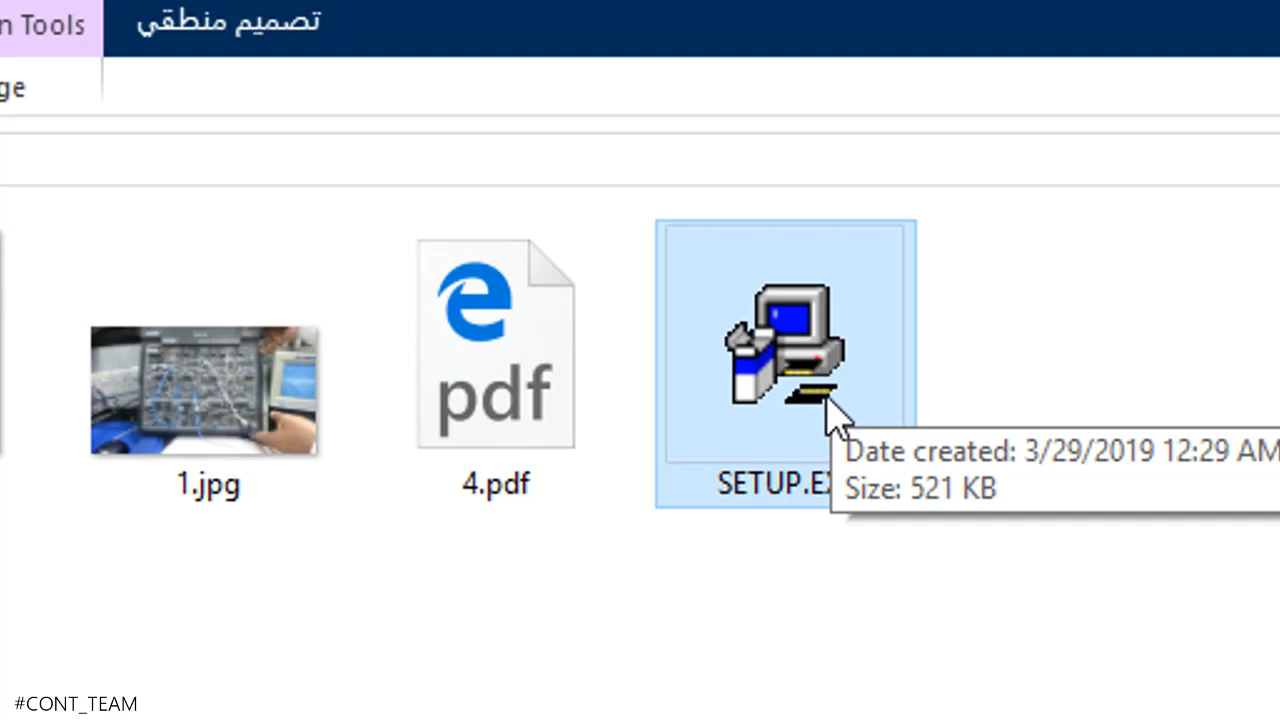 n Tools
تصميم منطقي
ge
pdf
1.jpg
4.pdf
SETUP.EX
Date created: 3/29/2019 12:29 AM
Size: 521 KB
#CONT_TEAM